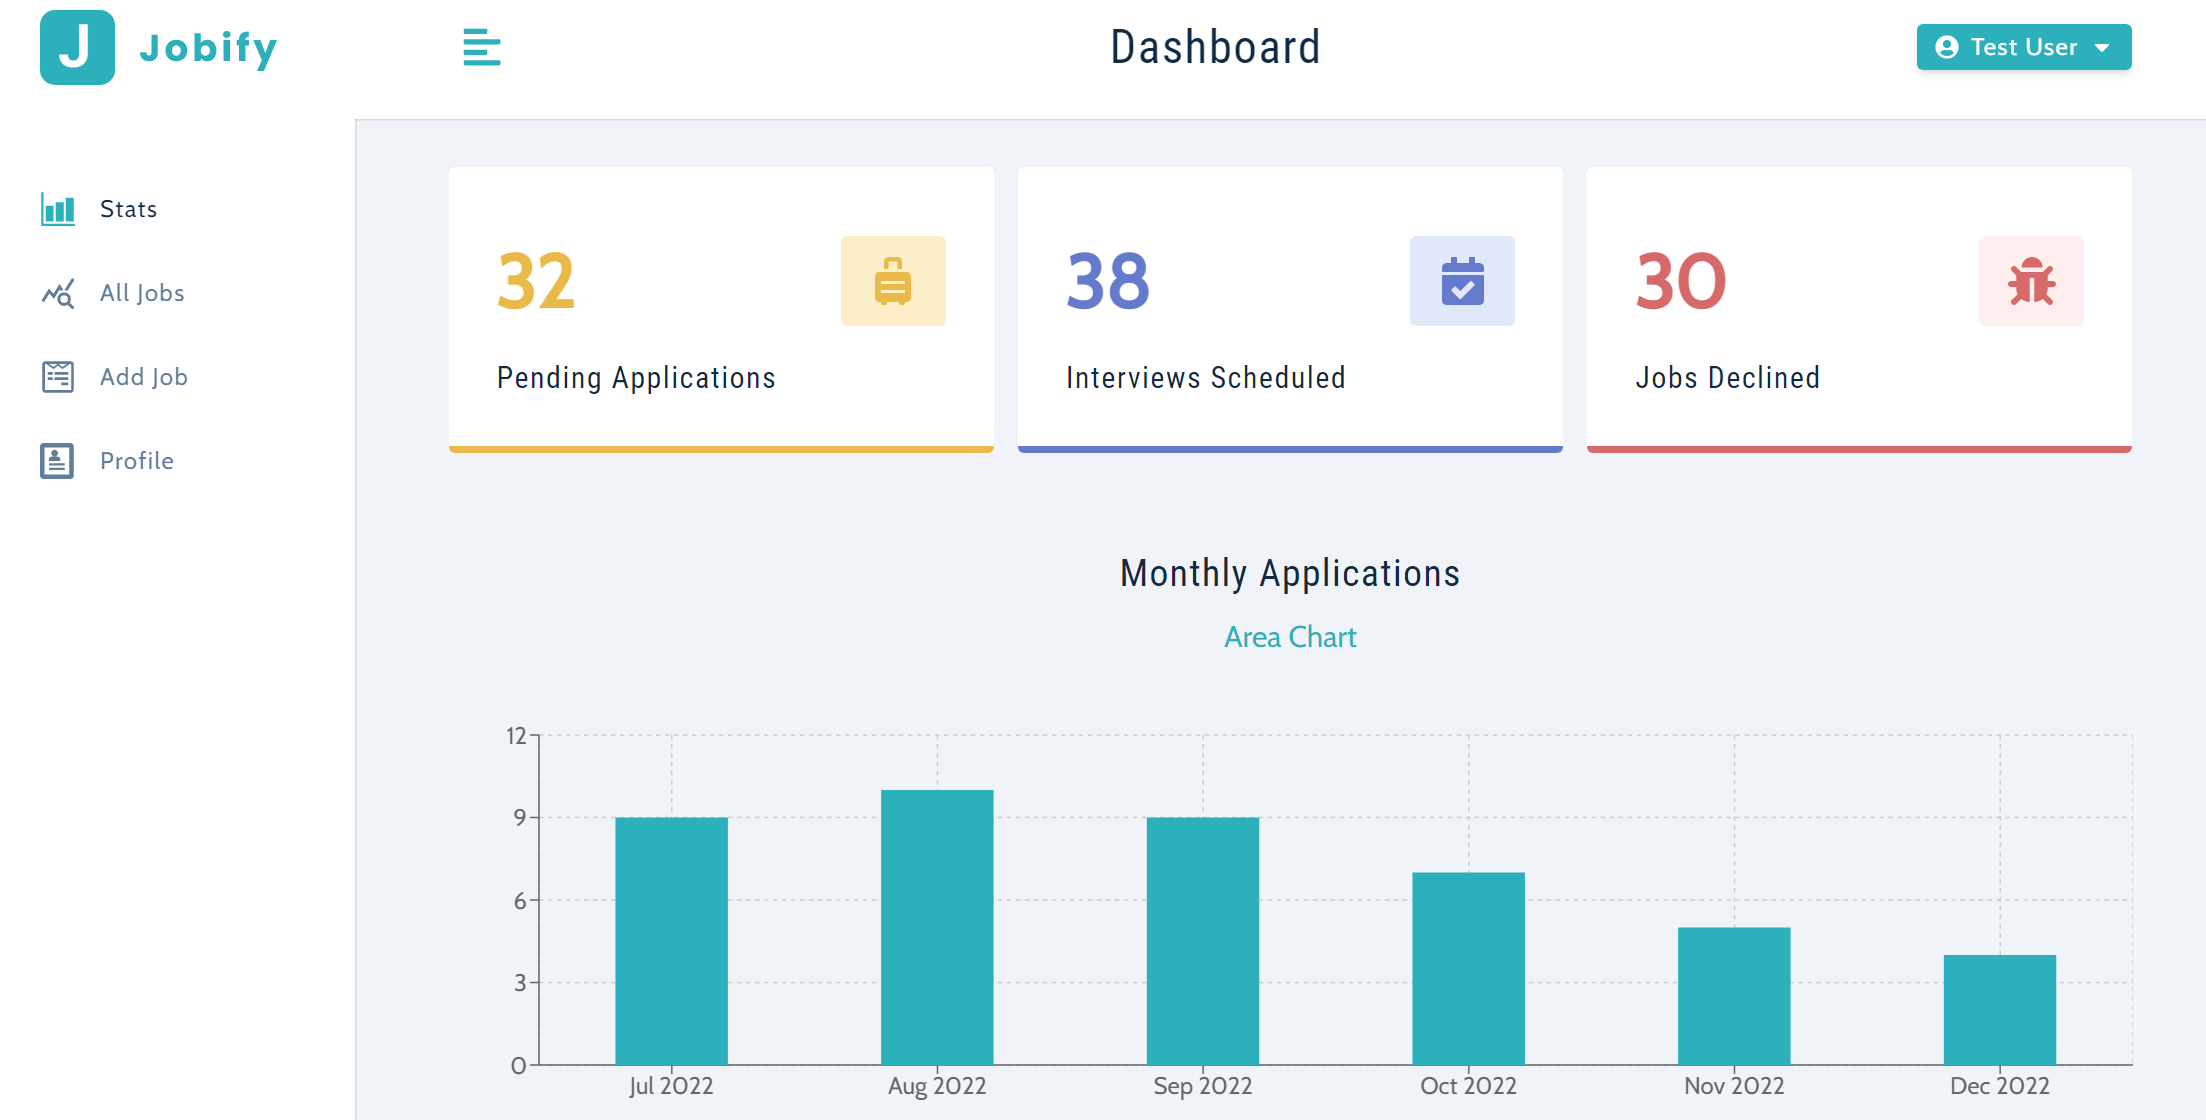 J Jobify
Dashboard
Test User
Stats
All Jobs
Add Job
Profile
32
Pending Applications
38
Interviews Scheduled
30
Jobs Declined
Monthly Applications
Area Chart
12
9
6
3
0
Jul 2022 Aug 2022 Sep 2022 Oct 2022 Nov 2022 Dec 2022